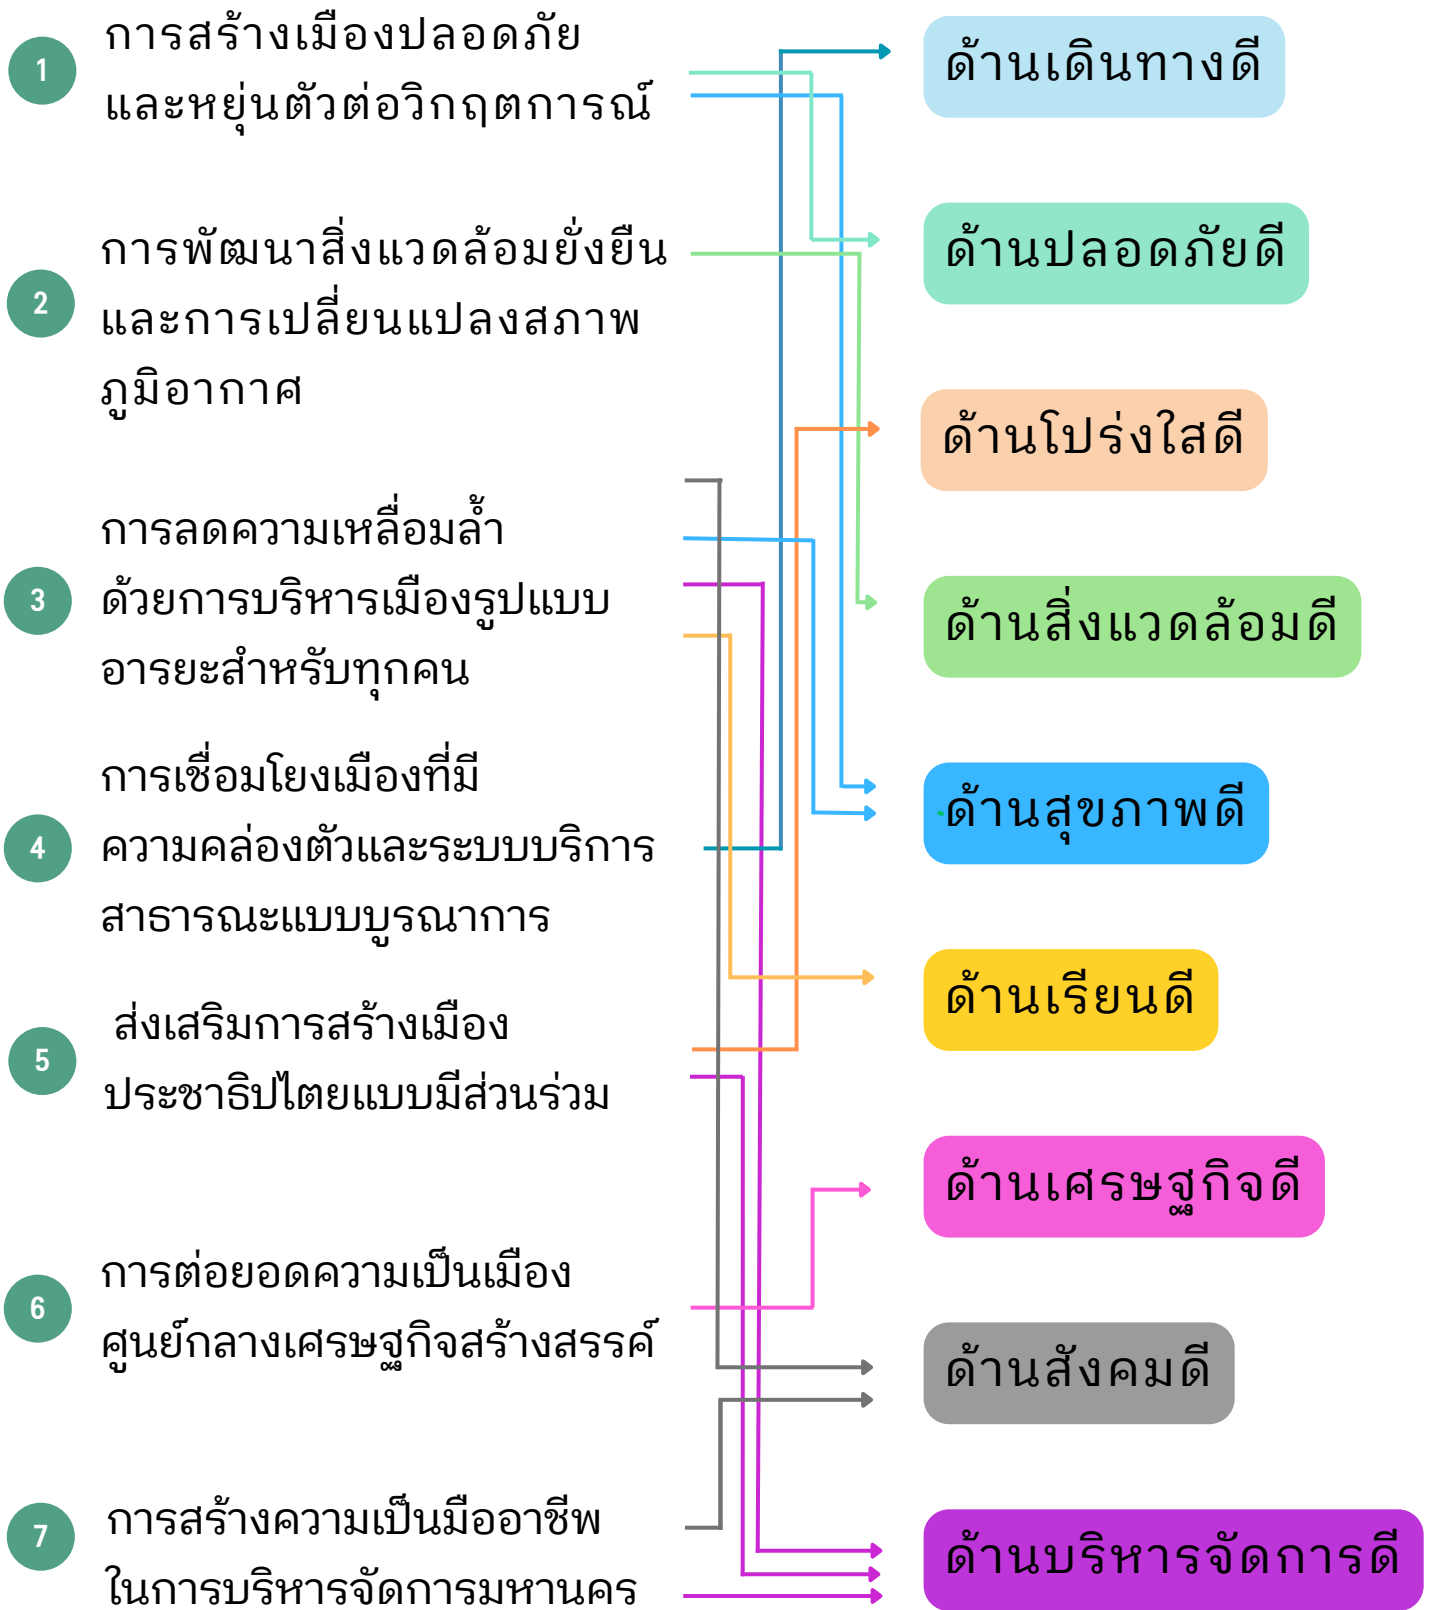 1
การสร้างเมืองปลอดภัย
และหยุ่นตัวต่อวิกฤตการณ์
2
การพัฒนาสิ่งแวดล้อมยั่งยืน
และการเปลี่ยนแปลงสภาพ
ภูมิอากาศ
3
การลดความเหลื่อมล้ำ
ด้วยการบริหารเมืองรูปแบบ
อารยะสำหรับทุกคน
4
การเชื่อมโยงเมืองที่มี
ความคล่องตัวและระบบบริการ
สาธารณะแบบบูรณาการ
5
ส่งเสริมการสร้างเมือง
ประชาธิปไตยแบบมีส่วนร่วม
6
การต่อยอดความเป็นเมือง
ศูนย์กลางเศรษฐกิจสร้างสรรค์
7
การสร้างความเป็นมืออาชีพ
ในการบริหารจัดการมหานคร
ด้านเดินทางดี
ด้านปลอดภัยดี
ด้านโปร่งใสดี
ด้านสิ่งแวดล้อมดี
ด้านสุขภาพดี
ด้านเรียนดี
ด้านเศรษฐกิจดี
ด้านสังคมดี
ด้านบริหารจัดการดี